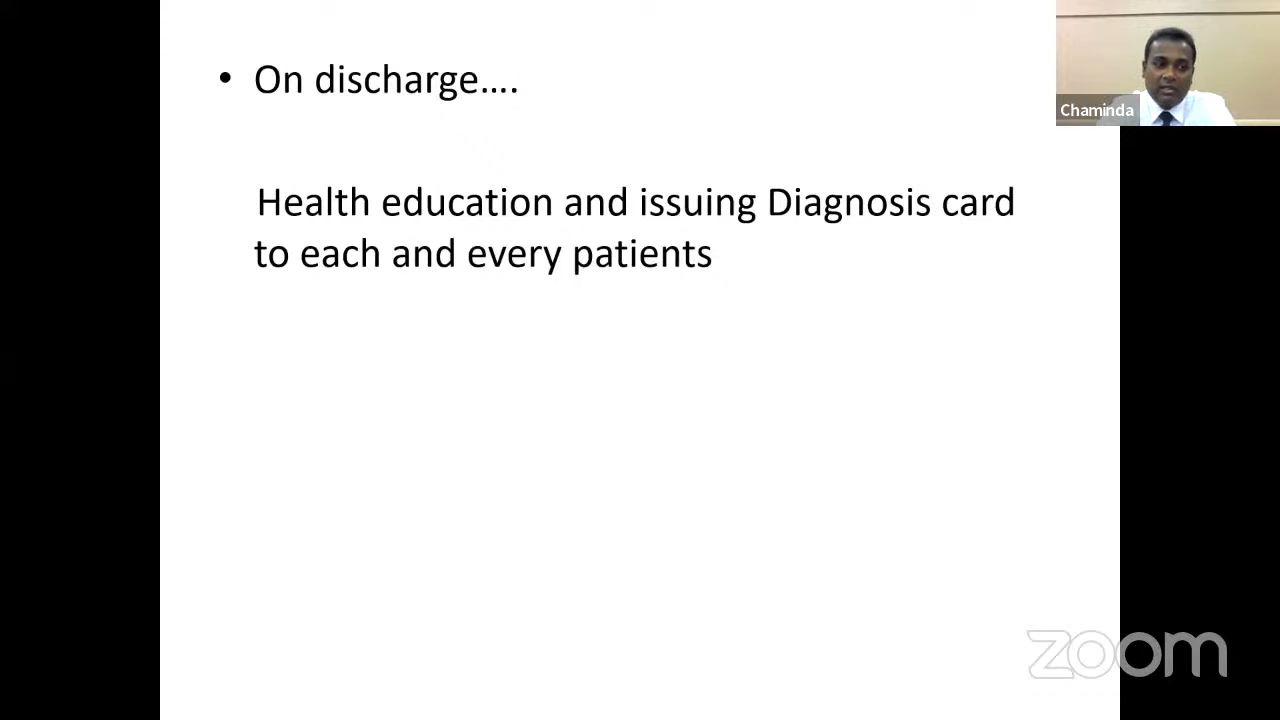 • On discharge....
Chaminda
Health education and issuing Diagnosis card
to each and every patients
zoom